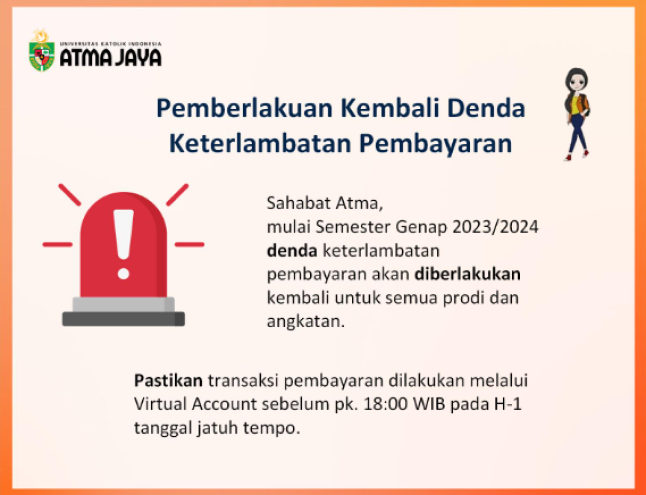 UNIVERSITAS KATOLIK INDONESIA
ATMA JAYA
Pemberlakuan Kembali Denda
Keterlambatan Pembayaran
Sahabat Atma,
mulai Semester Genap 2023/2024
denda keterlambatan
pembayaran akan diberlakukan
kembali untuk semua prodi dan
angkatan.
Pastikan transaksi pembayaran dilakukan melalui
Virtual Account sebelum pk. 18:00 WIB pada H-1
tanggal jatuh tempo.